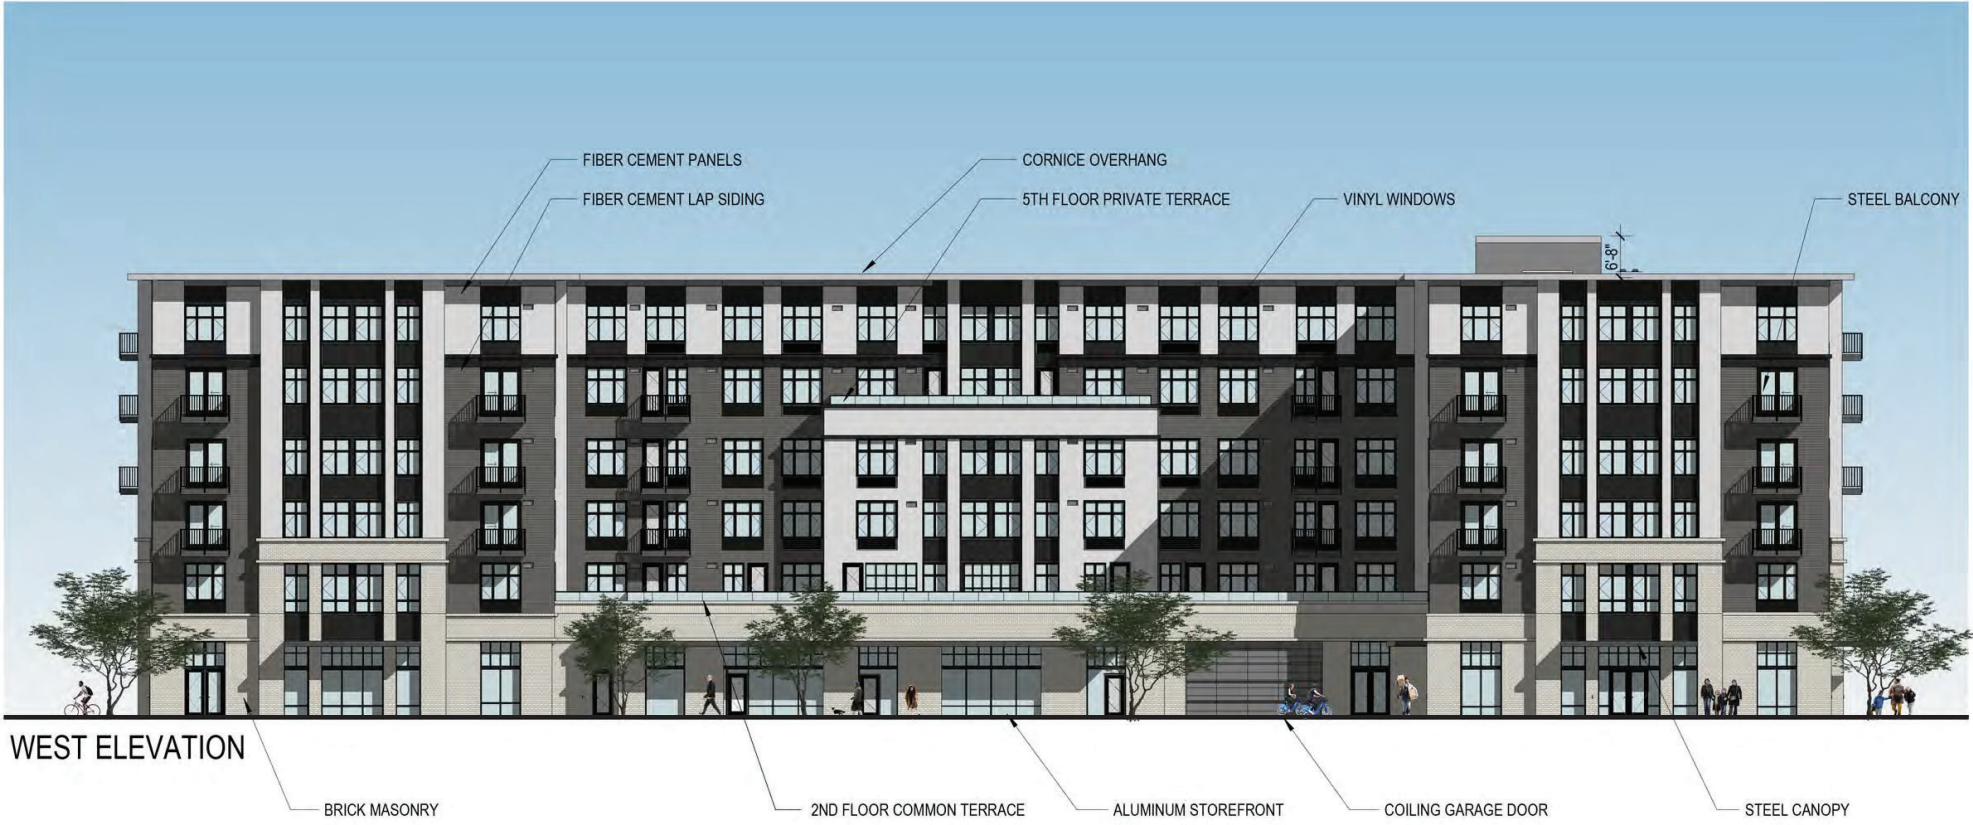 FIBER CEMENT PANELS
CORNICE OVERHANG
FIBER CEMENT LAP SIDING
5TH FLOOR PRIVATE TERRACE
VINYL WINDOWS
STEEL BALCONY
6'-8"
WEST ELEVATION
BRICK MASONRY
2ND FLOOR COMMON TERRACE
ALUMINUM STOREFRONT
COILING GARAGE DOOR
STEEL CANOPY